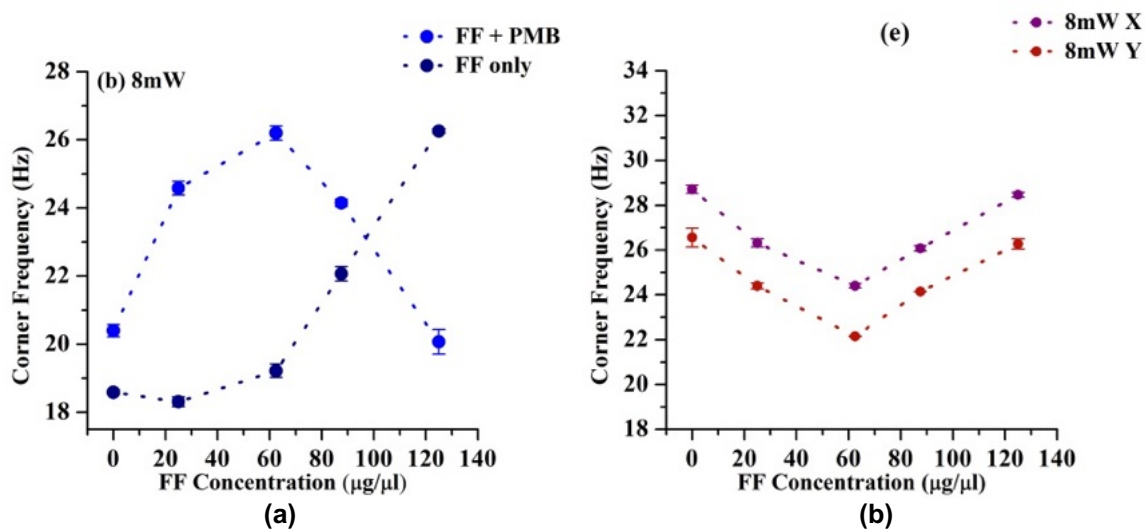 FF + PMB
FF only
(b) 8mW
28
26
24
22
20
18
Corner Frequency (Hz)
0 20 40 60 80 100 120 140
FF Concentration (μg/μl)
(a)
8mW X
8mW Y
(e)
34
32
30
28
26
24
22
20
18
Corner Frequency (Hz)
0 20 40 60 80 100 120 140
FF Concentration (μg/μl)
(b)